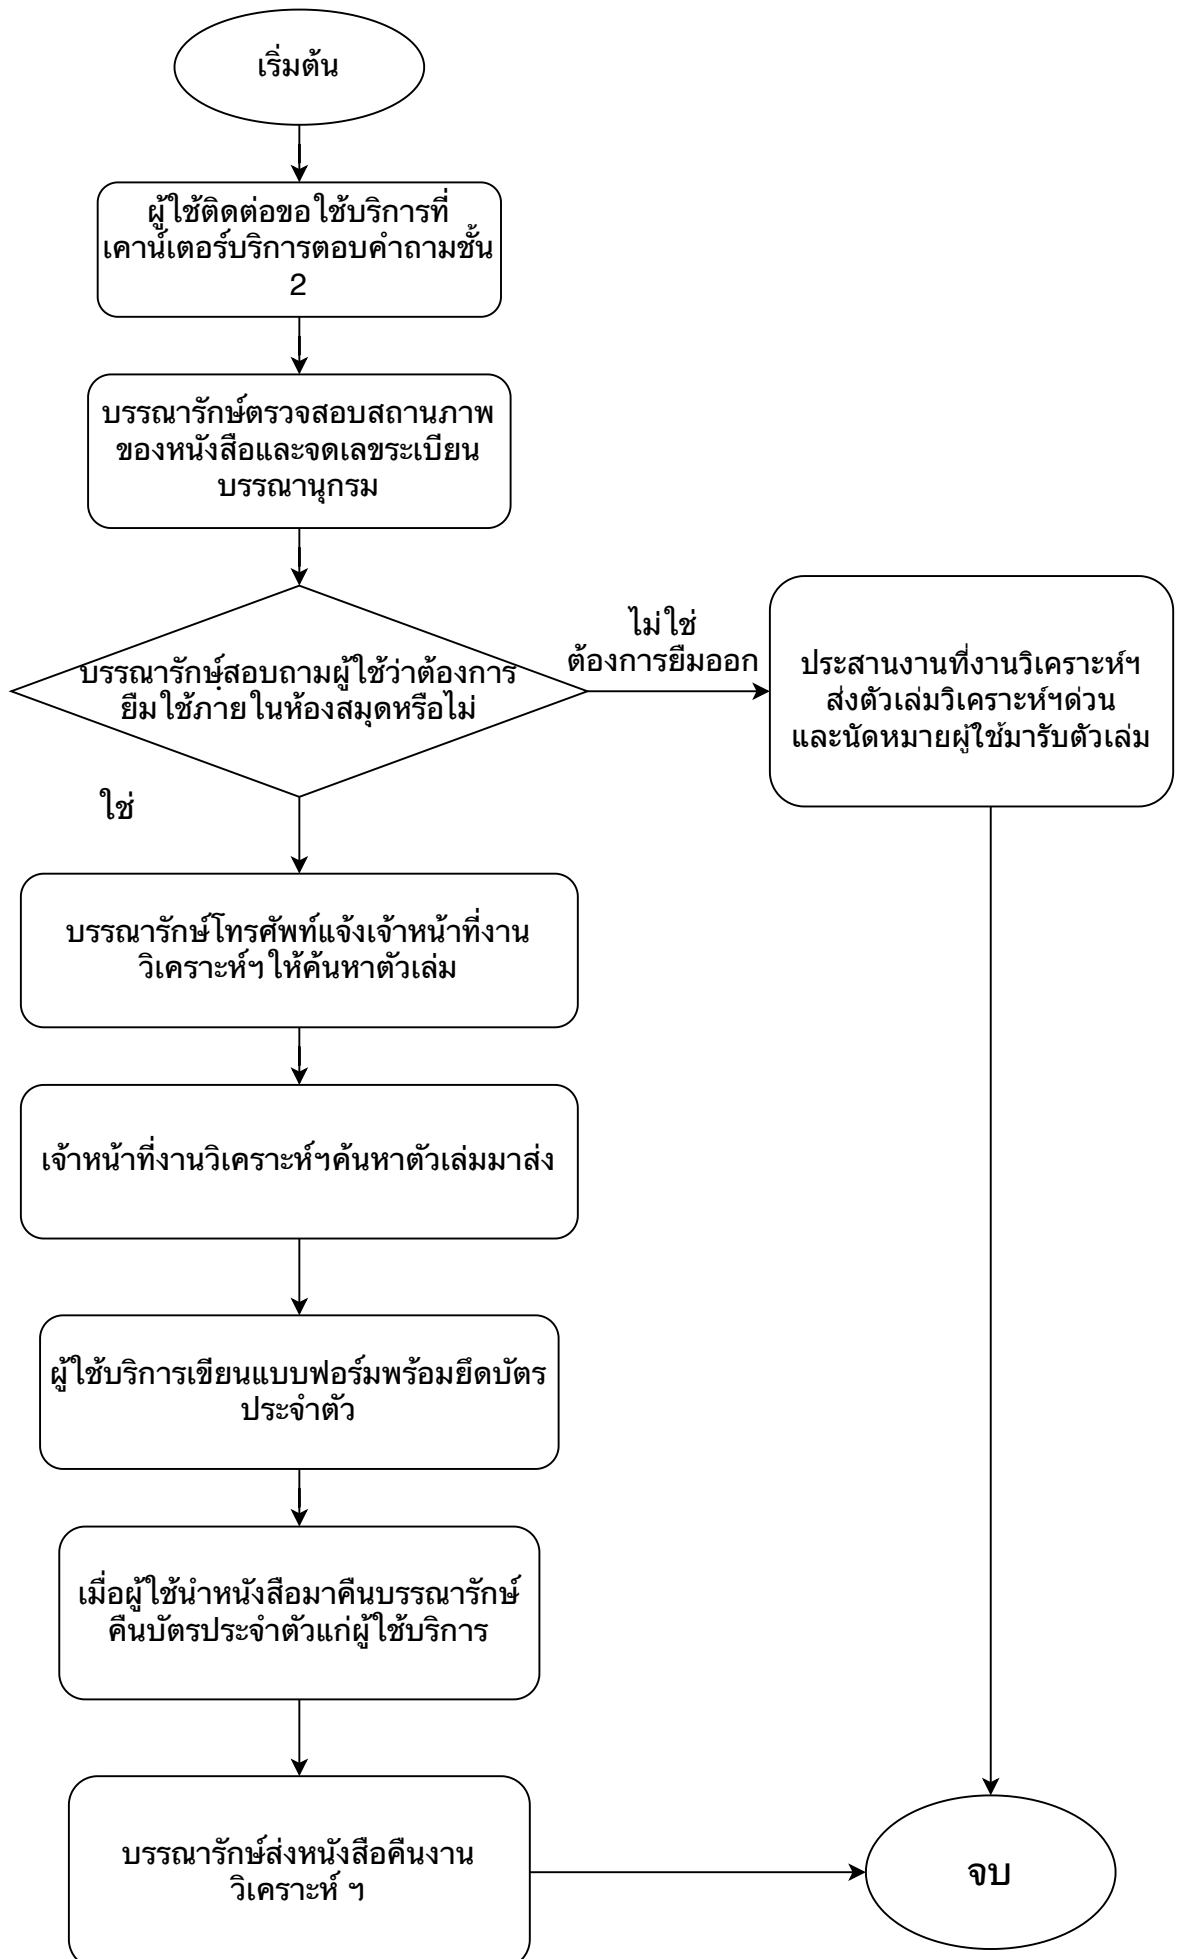 เริ่มต้น
ผู้ใช้ติดต่อขอใช้บริการที่
เคาน์เตอร์บริการตอบคำถามชั้น
2
บรรณารักษ์ตรวจสอบสถานภาพ
ของหนังสือและจดเลขระเบียน
บรรณานุกรม
บรรณารักษ์สอบถามผู้ใช้ว่าต้องการ
ยืมใช้ภายในห้องสมุดหรือไม่
ไม่ใช่
ต้องการยืมออก
ประสานงานที่งานวิเคราะห์ฯ
ส่งตัวเล่มวิเคราะห์ฯด่วน
และนัดหมายผู้ใช้มารับตัวเล่ม
ใช่
บรรณารักษ์โทรศัพท์แจ้งเจ้าหน้าที่งาน
วิเคราะห์ฯ ให้ค้นหาตัวเล่ม
เจ้าหน้าที่งานวิเคราะห์ฯค้นหาตัวเล่มมาส่ง
ผู้ใช้บริการเขียนแบบฟอร์มพร้อมยึดบัตร
ประจำตัว
เมื่อผู้ใช้นำหนังสือมาคืนบรรณารักษ์
คืนบัตรประจำตัวแก่ผู้ใช้บริการ
บรรณารักษ์ส่งหนังสือคืนงาน
วิเคราะห์ ฯ
จบ